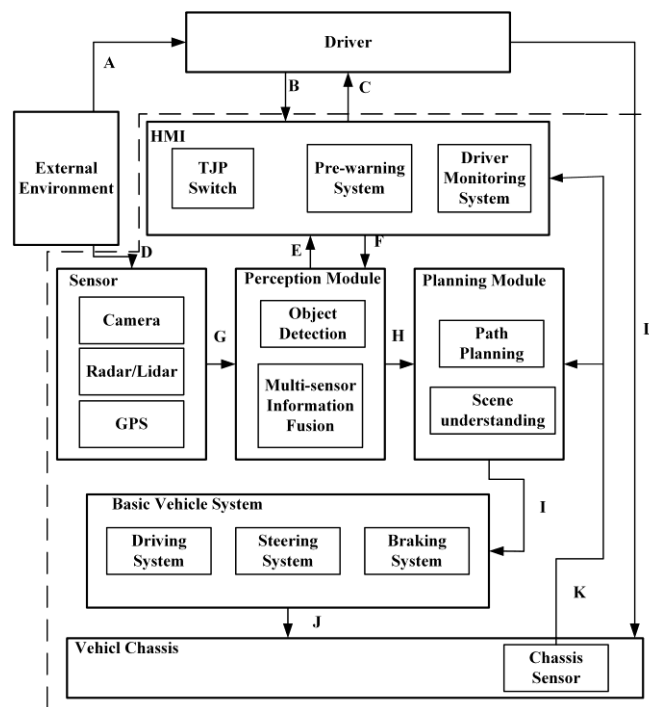 Driver
A
B
C
HMI
TJP
Switch
Pre-warning
System
Driver
Monitoring
System
External
Environment
D
E
F
Sensor
Camera
Radar/Lidar
GPS
G
Perception Module
Object
Detection
Multi-sensor
Information
Fusion
H
Planning Module
Path
Planning
Scene
understanding
L
I
Basic Vehicle System
Driving
System
Steering
System
Braking
System
J
K
Vehicl Chassis
Chassis
Sensor